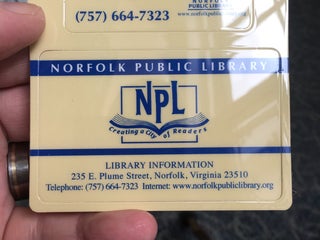 (757) 664-7323
NORFOLK
PUBLIC LIBRARY
www.norfolkpubliclibrary
NORFOLK PUBLIC LIBRARY
NPL
Creating a City of Readers
LIBRARY INFORMATION
235 E. Plume Street, Norfolk, Virginia 23510
Telephone: (757) 664-7323 Internet: www.norfolkpubliclibrary.org